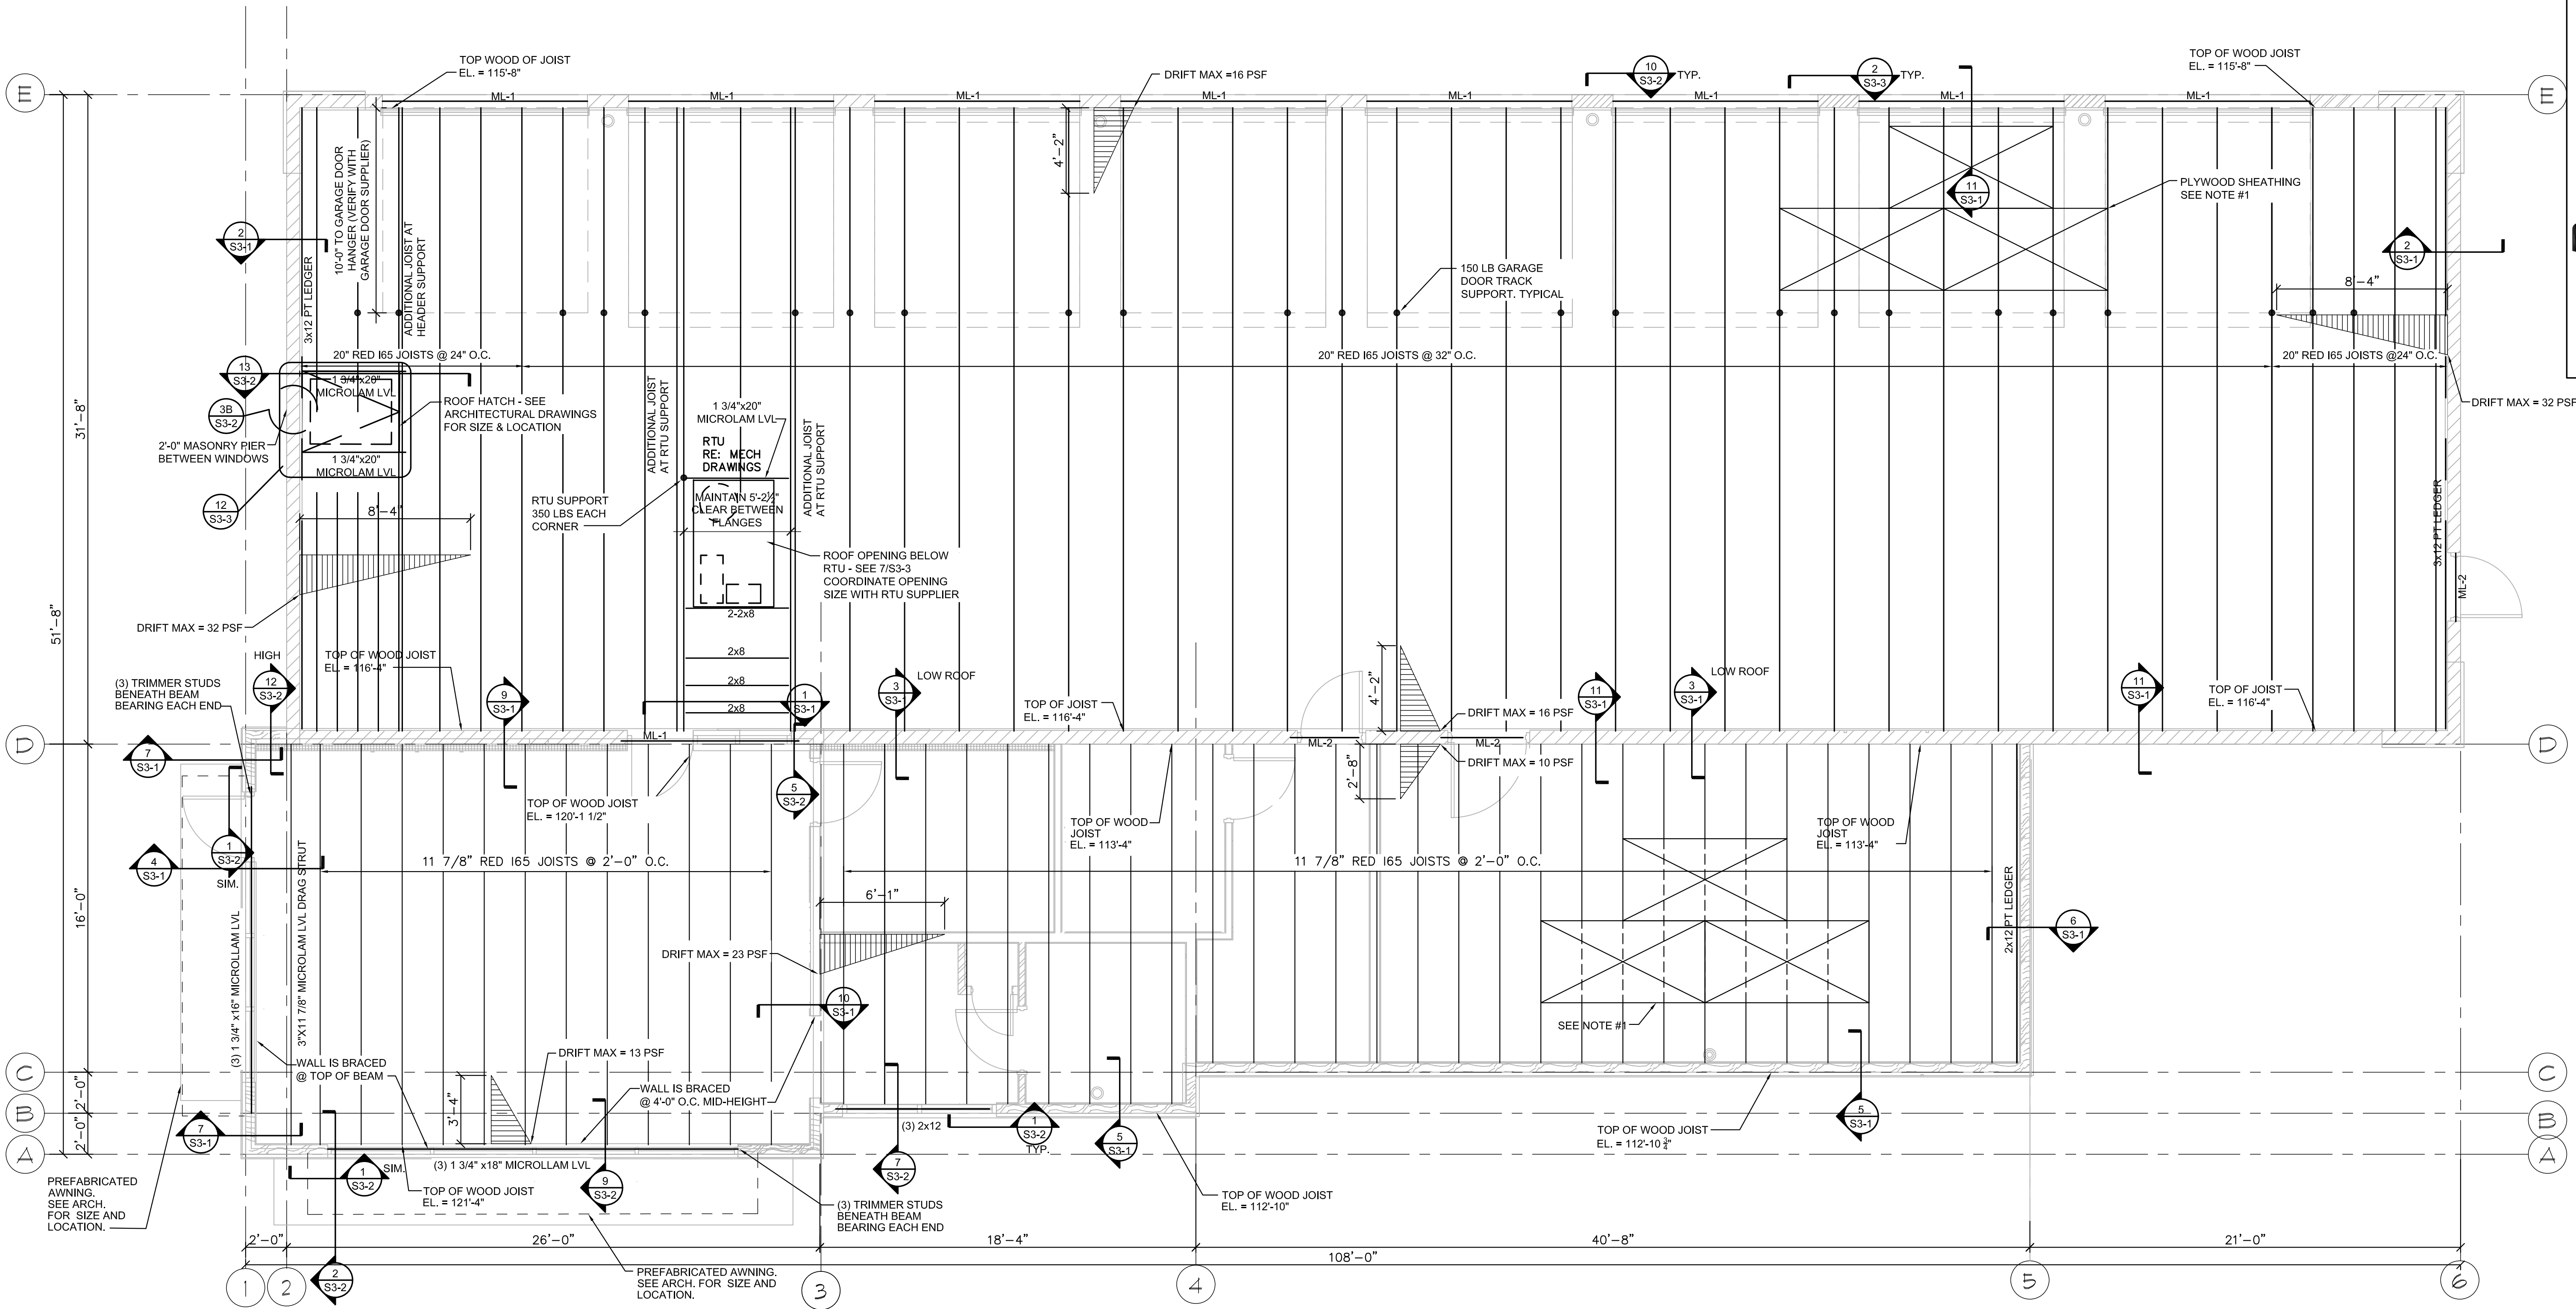 TOP WOOD OF JOIST
EL. = 115'-8"
DRIFT MAX =16 PSF
10
S3-2
TYP.
2
S3-3
TYP.
TOP OF WOOD JOIST
EL. = 115'-8"
E
E
ML-1
ML-1
ML-1
ML-1
ML-1
ML-1
ML-1
ML-1
4'-2"
10'-0" TO GARAGE DOOR
HANGER (VERIFY WITH
GARAGE DOOR SUPPLIER)
ADDITIONAL JOIST AT
HEADER SUPPORT
3x12 PT LEDGER
11
S3-1
PLYWOOD SHEATHING
SEE NOTE #1
2
S3-1
2
S3-1
150 LB GARAGE
DOOR TRACK
SUPPORT. TYPICAL
8'-4"
20" RED I65 JOISTS @ 24" O.C.
20" RED I65 JOISTS @ 32" O.C.
20" RED I65 JOISTS @24" O.C.
13
S3-2
1 3/4"x20"
MICROLAM LVL
3B
S3-2
ROOF HATCH - SEE
ARCHITECTURAL DRAWINGS
FOR SIZE & LOCATION
2'-0" MASONRY PIER
BETWEEN WINDOWS
1 3/4"x20"
MICROLAM LVL
ADDITIONAL JOIST
AT RTU SUPPORT
1 3/4"x20"
MICROLAM LVL
RTU
RE: MECH
DRAWINGS
ADDITIONAL JOIST
AT RTU SUPPORT
DRIFT MAX = 32 PSF
31'-8"
12
S3-3
8'-4"
RTU SUPPORT
350 LBS EACH
CORNER
MAINTAIN 5'-2½"
CLEAR BETWEEN
FLANGES
3x12 PT LEDGER
ROOF OPENING BELOW
RTU - SEE 7/S3-3
COORDINATE OPENING
SIZE WITH RTU SUPPLIER
ML-2
51'-8"
DRIFT MAX = 32 PSF
2-2x8
2x8
2x8
2x8
HIGH
12
S3-2
TOP OF WOOD JOIST
EL. = 116'-4"
(3) TRIMMER STUDS
BENEATH BEAM
BEARING EACH END
9
S3-1
1
S3-1
3
S3-1
LOW ROOF
TOP OF JOIST
EL. = 116'-4"
4'-2"
DRIFT MAX = 16 PSF
11
S3-1
3
S3-1
LOW ROOF
11
S3-1
TOP OF JOIST
EL. = 116'-4"
D
D
7
S3-1
ML-1
ML-2
ML-2
2'-8"
DRIFT MAX = 10 PSF
TOP OF WOOD JOIST
EL. = 120'-1 1/2"
5
S3-2
TOP OF WOOD
JOIST
EL. = 113'-4"
TOP OF WOOD
JOIST
EL. = 113'-4"
1
S3-2
SIM.
4
S3-1
11 7/8" RED I65 JOISTS @ 2'-0" O.C.
11 7/8" RED I65 JOISTS @ 2'-0" O.C.
3"X11 7/8" MICROLAM LVL DRAG STRUT
(3) 1 3/4" x16" MICROLLAM LVL
16'-0"
6'-1"
2x12 PT LEDGER
6
S3-1
DRIFT MAX = 23 PSF
10
S3-1
SEE NOTE #1
WALL IS BRACED
@ TOP OF BEAM
DRIFT MAX = 13 PSF
3'-4"
WALL IS BRACED
@ 4'-0" O.C. MID-HEIGHT
C
2'-0"
C
B
2'-0"
B
A
A
7
S3-1
(3) 2x12
1
S3-2
TYP.
5
S3-1
5
S3-1
TOP OF WOOD JOIST
EL. = 112'-10 3/4"
(3) 1 3/4" x18" MICROLLAM LVL
1
S3-2
SIM.
9
S3-2
7
S3-2
PREFABRICATED
AWNING.
SEE ARCH.
FOR SIZE AND
LOCATION.
TOP OF WOOD JOIST
EL. = 121'-4"
(3) TRIMMER STUDS
BENEATH BEAM
BEARING EACH END
TOP OF WOOD JOIST
EL. = 112'-10"
2'-0"
26'-0"
18'-4"
40'-8"
21'-0"
108'-0"
2
S3-2
PREFABRICATED AWNING.
SEE ARCH. FOR SIZE AND
LOCATION.
1
2
3
4
5
6